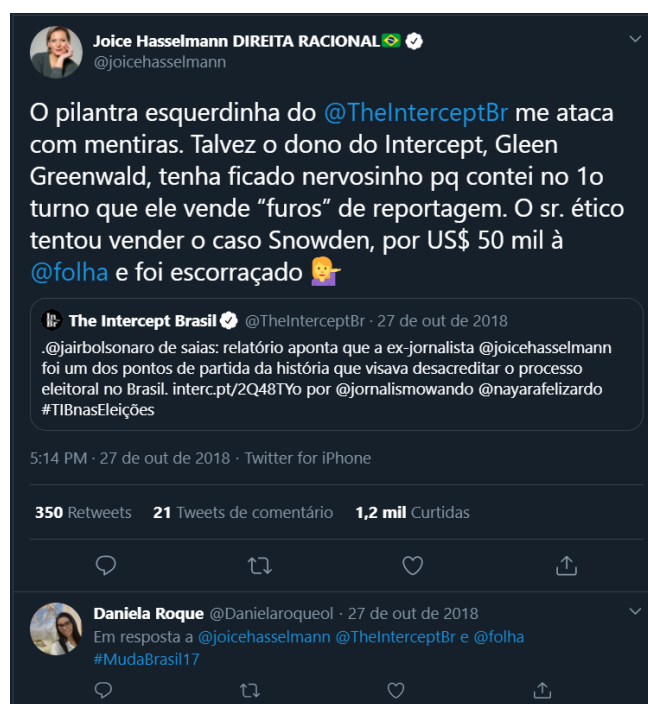 Joice Hasselmann DIREITA RACIONAL🇧🇷
@joicehasselmann
O pilantra esquerdinha do @TheInterceptBr me ataca
com mentiras. Talvez o dono do Intercept, Gleen
Greenwald, tenha ficado nervosinho pq contei no 1o
turno que ele vende “furos” de reportagem. O sr. ético
tentou vender o caso Snowden, por US$ 50 mil à
@folha e foi escorraçado 💁‍♀️
The Intercept Brasil @TheInterceptBr · 27 de out de 2018
.@jairbolsonaro de saias: relatório aponta que a ex-jornalista @joicehasselmann
foi um dos pontos de partida da história que visava desacreditar o processo
eleitoral no Brasil. interc.pt/2Q48TYo por @jornalismowando @nayarafelizardo
#TIBnasEleições
5:14 PM · 27 de out de 2018 · Twitter for iPhone
350 Retweets 21 Tweets de comentário 1,2 mil Curtidas
Daniela Roque @Danielaroqueol · 27 de out de 2018
Em resposta a @joicehasselmann @TheInterceptBr e @folha
#MudaBrasil17